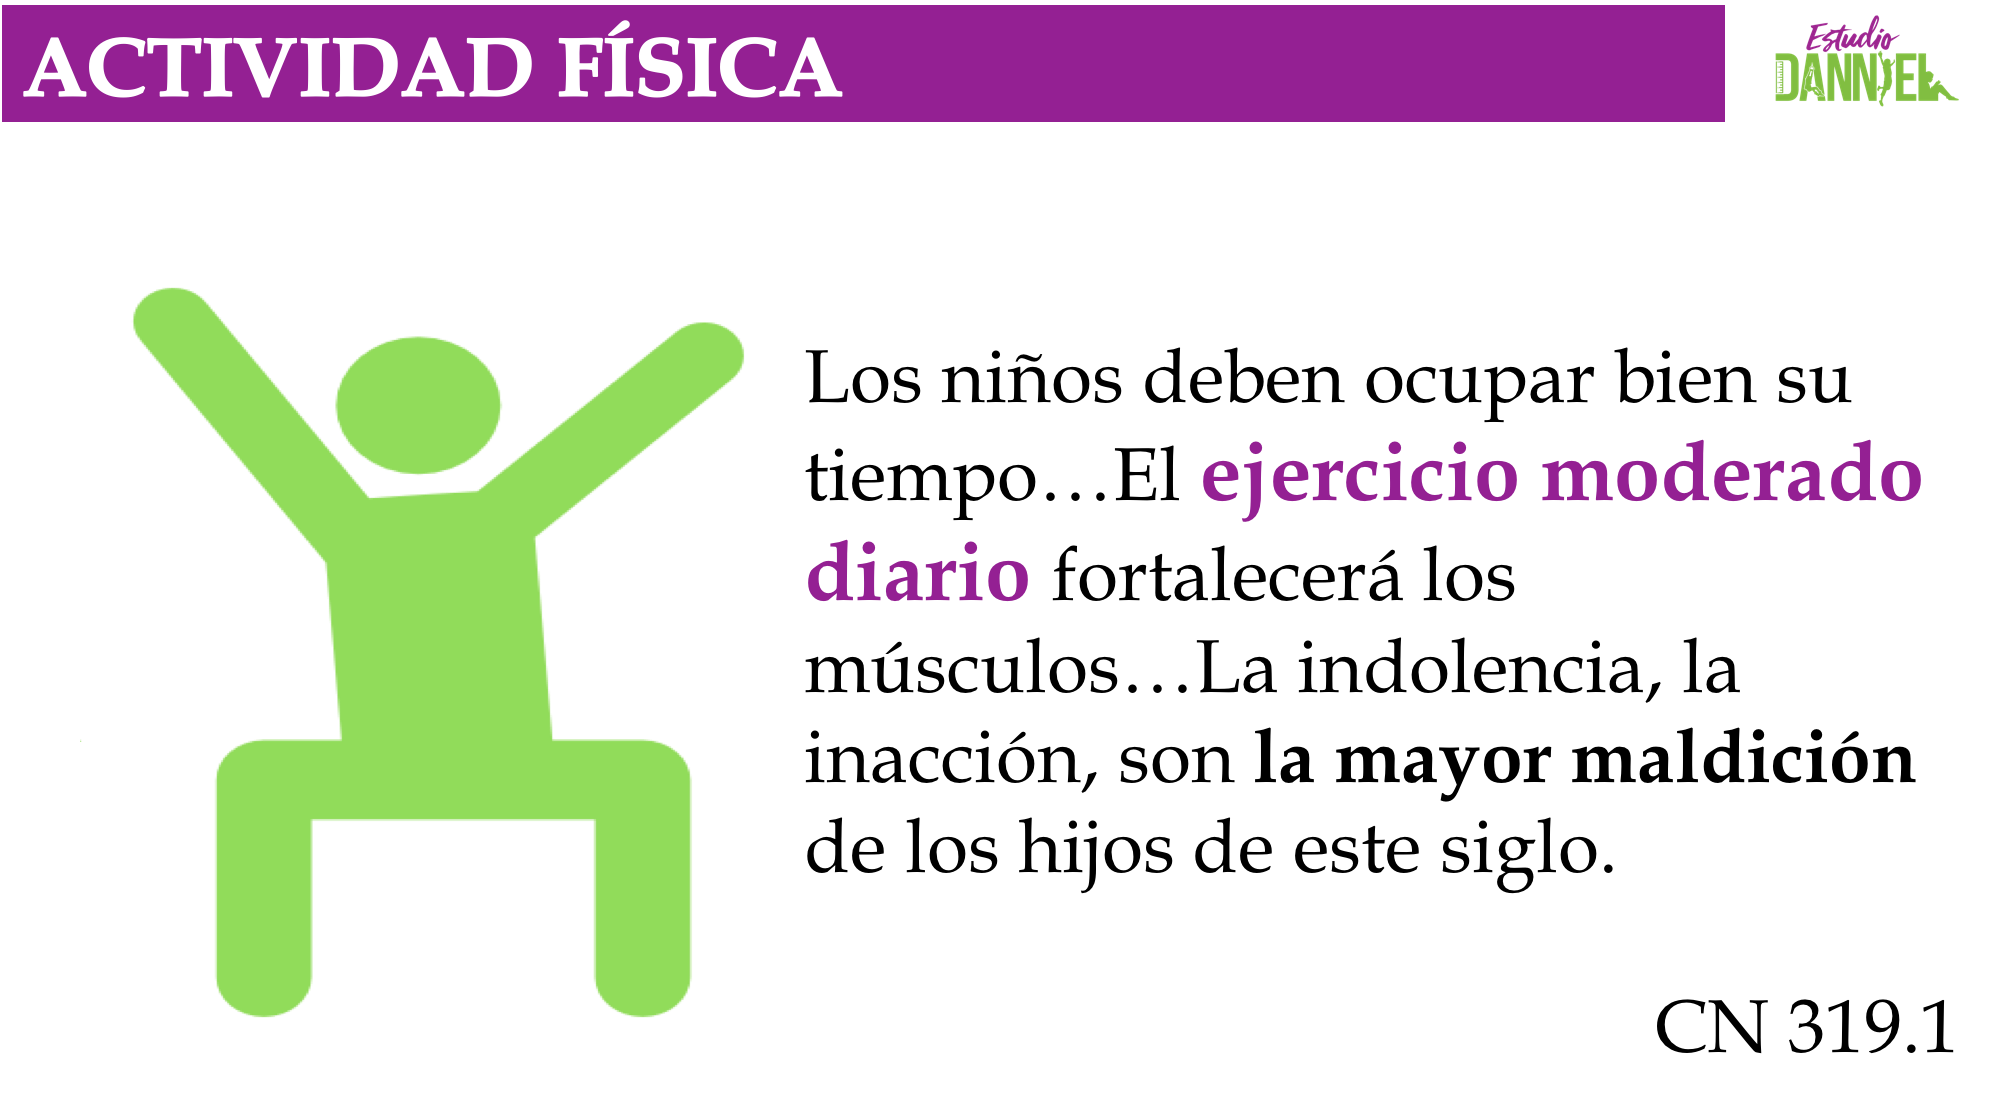 ACTIVIDAD FÍSICA
Estudio
DANNIEL
Los niños deben ocupar bien su
tiempo…El ejercicio moderado
diario fortalecerá los
músculos…La indolencia, la
inacción, son la mayor maldición
de los hijos de este siglo.
CN 319.1